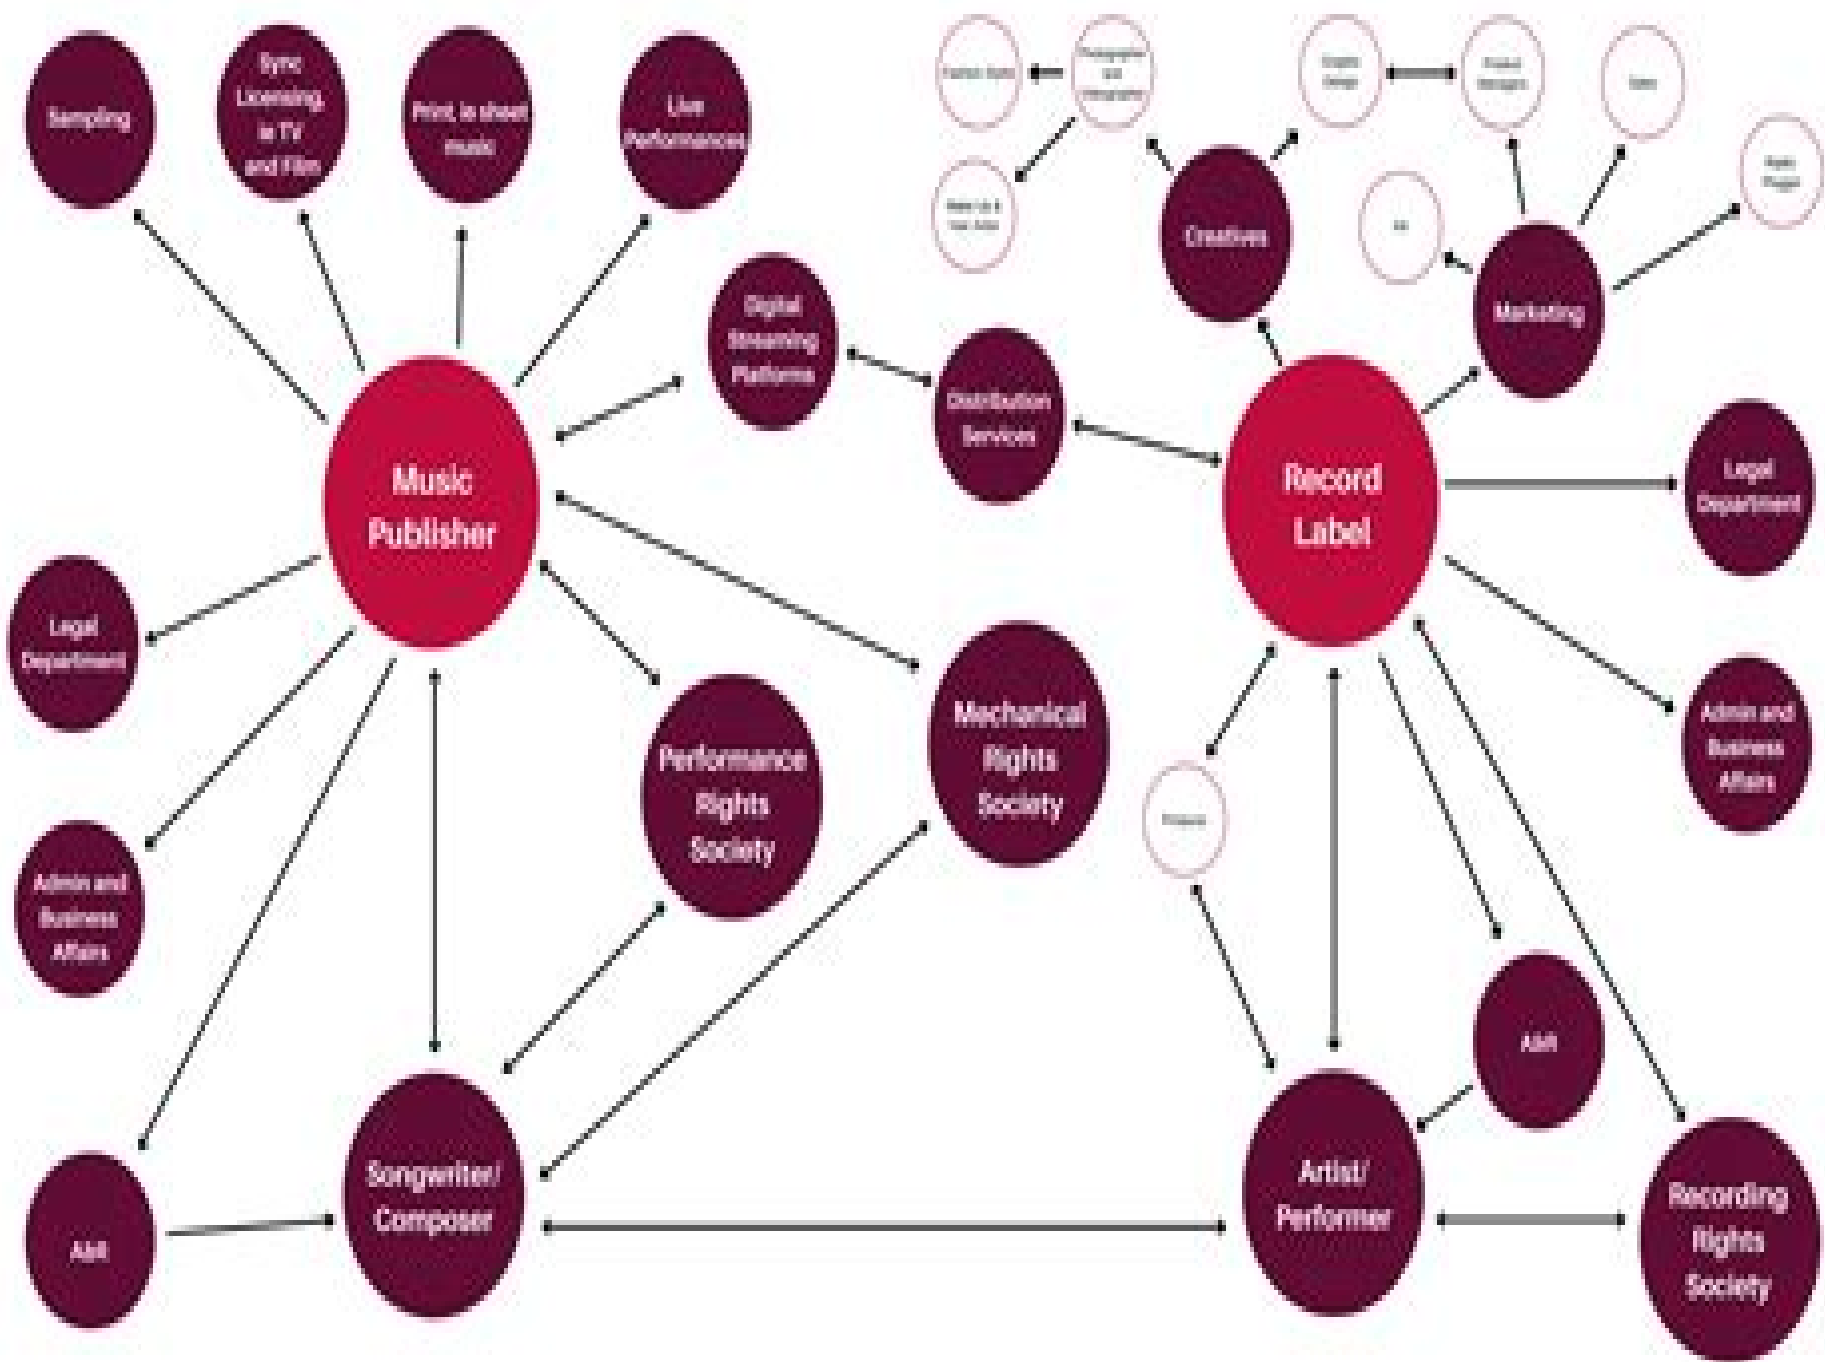 Sampling
Sync
Licensing,
ie TV
and Film
Print, ie sheet
music
Live
Performances
Digital
Streaming
Platforms
Distribution
Services
Creatives
Marketing
Music
Publisher
Record
Label
Legal
Department
Legal
Department
Admin and
Business
Affairs
Performance
Rights
Society
Mechanical
Rights
Society
Admin and
Business
Affairs
A&R
Songwriter/
Composer
A&R
Artist/
Performer
Recording
Rights
Society